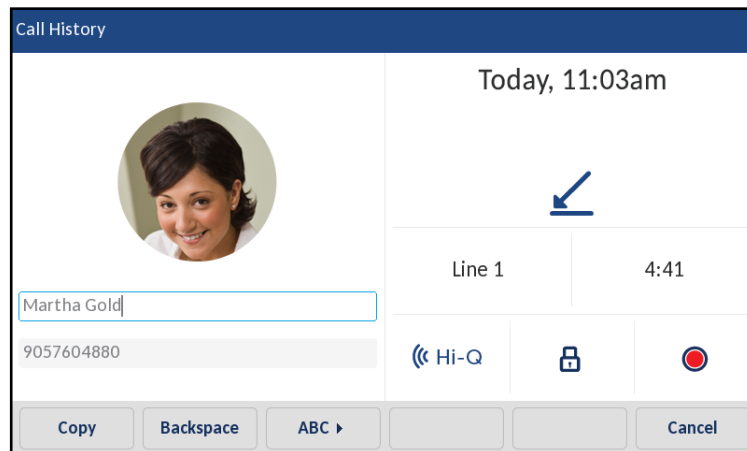 Call History
Today, 11:03am
Line 1
4:41
Martha Gold
9057604880
Hi-Q
Copy
Backspace
ABC
Cancel